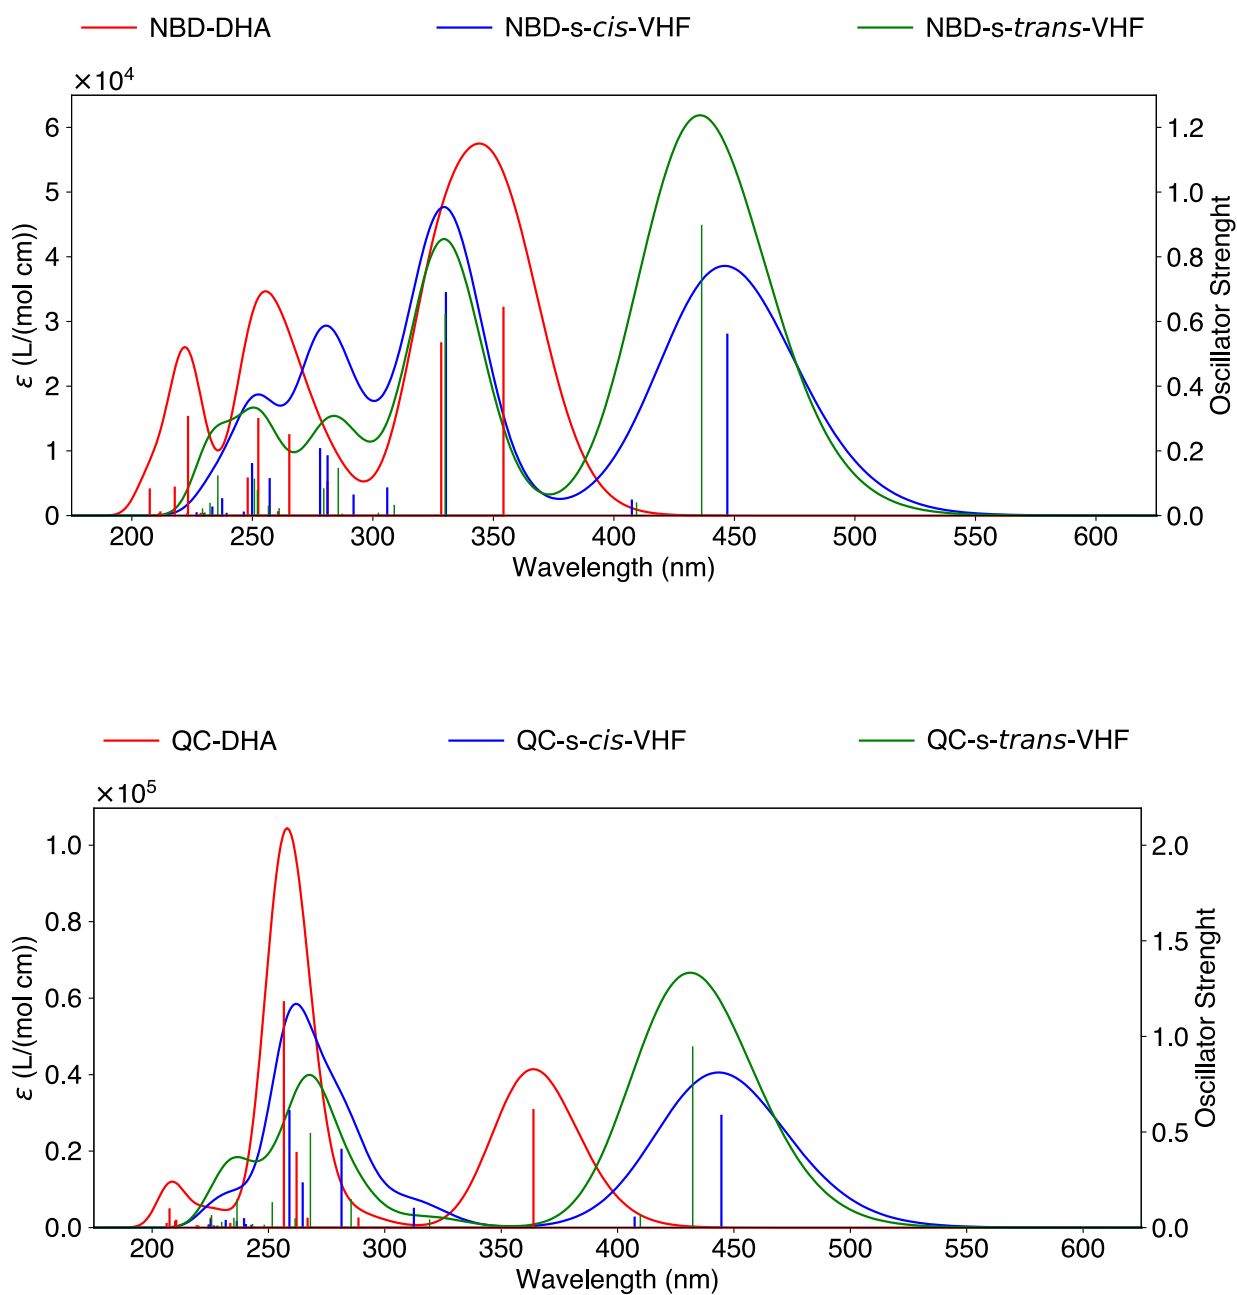 NBD-DHA NBD-s-cis-VHF NBD-s-trans-VHF
×10⁴
6 1.2
5 1.0
4 0.8
3 0.6
2 0.4
1 0.2
0 0.0
ε (L/(mol cm))
Oscillator Strenght
200 250 300 350 400 450 500 550 600
Wavelength (nm)
QC-DHA QC-s-cis-VHF QC-s-trans-VHF
×10⁵
1.0 2.0
0.8 1.5
0.6 1.0
0.4
0.2 0.5
0.0 0.0
ε (L/(mol cm))
Oscillator Strenght
200 250 300 350 400 450 500 550 600
Wavelength (nm)